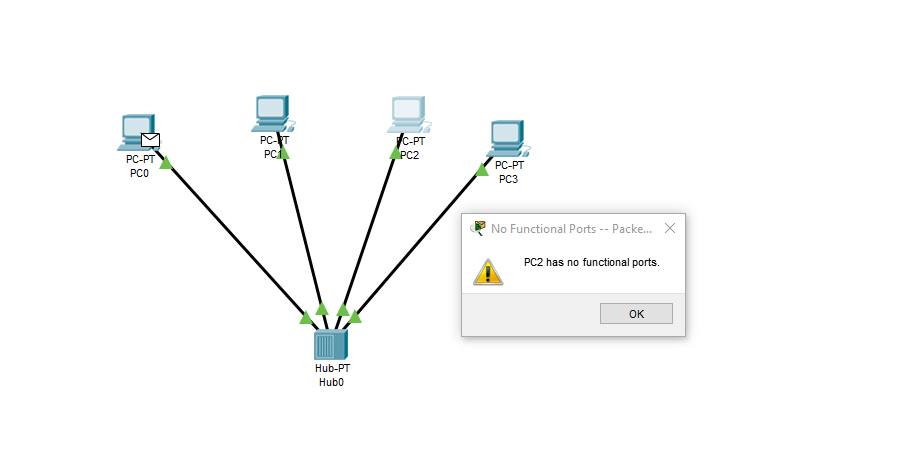 PC-PT
PC0
PC-PT
PC1
PC-PT
PC2
PC-PT
PC3
No Functional Ports -- Packe...
PC2 has no functional ports.
OK
Hub-PT
Hub0